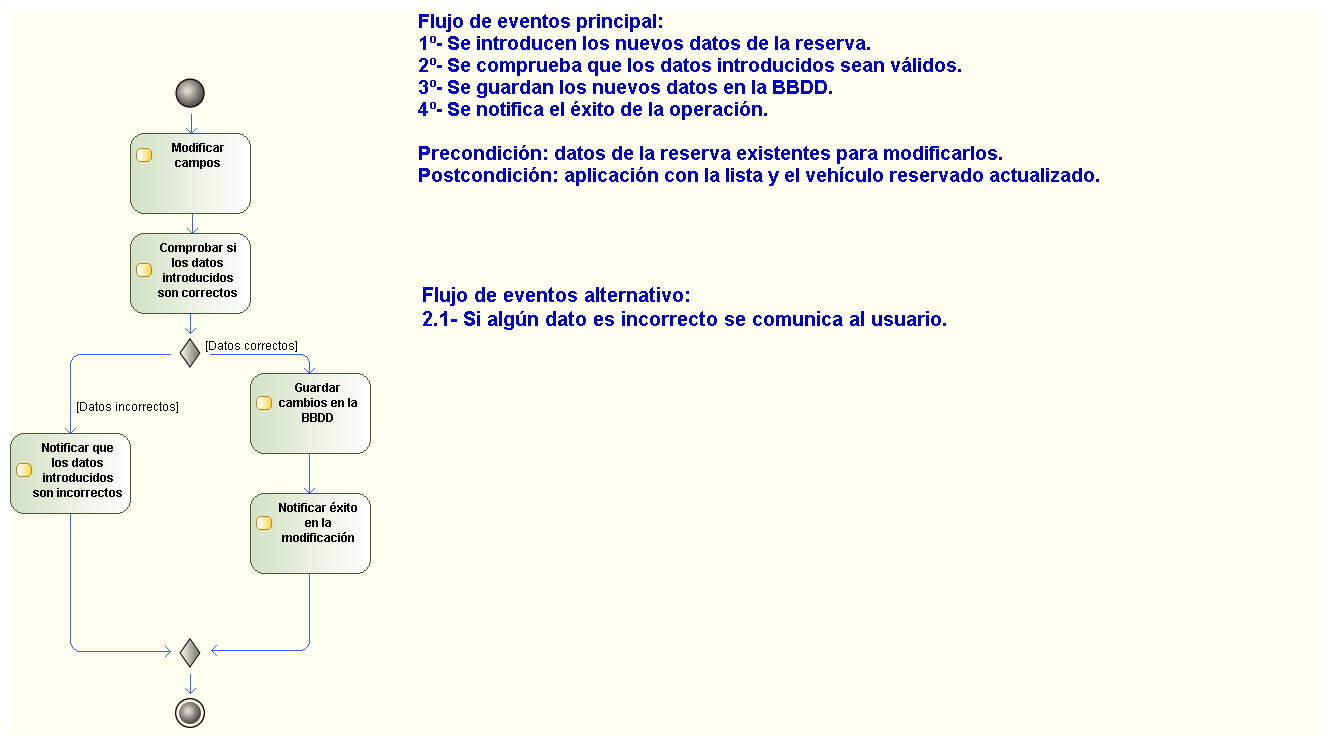 Flujo de eventos principal:
1º- Se introducen los nuevos datos de la reserva.
2º- Se comprueba que los datos introducidos sean válidos.
3º- Se guardan los nuevos datos en la BBDD.
4º- Se notifica el éxito de la operación.
Precondición: datos de la reserva existentes para modificarlos.
Postcondición: aplicación con la lista y el vehículo reservado actualizado.
Flujo de eventos alternativo:
2.1- Si algún dato es incorrecto se comunica al usuario.
Modificar
campos
Comprobar si
los datos
introducidos
son correctos
[Datos correctos]
[Datos incorrectos]
Guardar
cambios en la
BBDD
Notificar que
los datos
introducidos
son incorrectos
Notificar éxito
en la
modificación